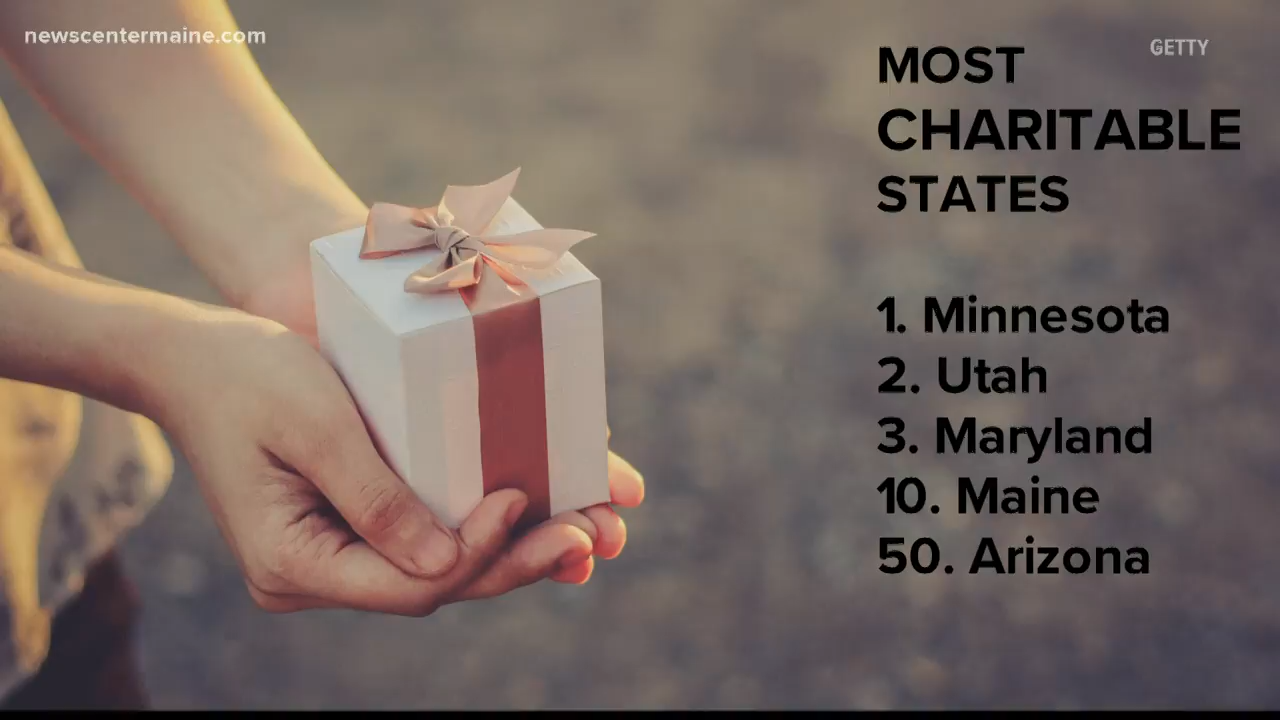 newscentermaine.com
GETTY
MOST
CHARITABLE
STATES
1. Minnesota
2. Utah
3. Maryland
10. Maine
50. Arizona